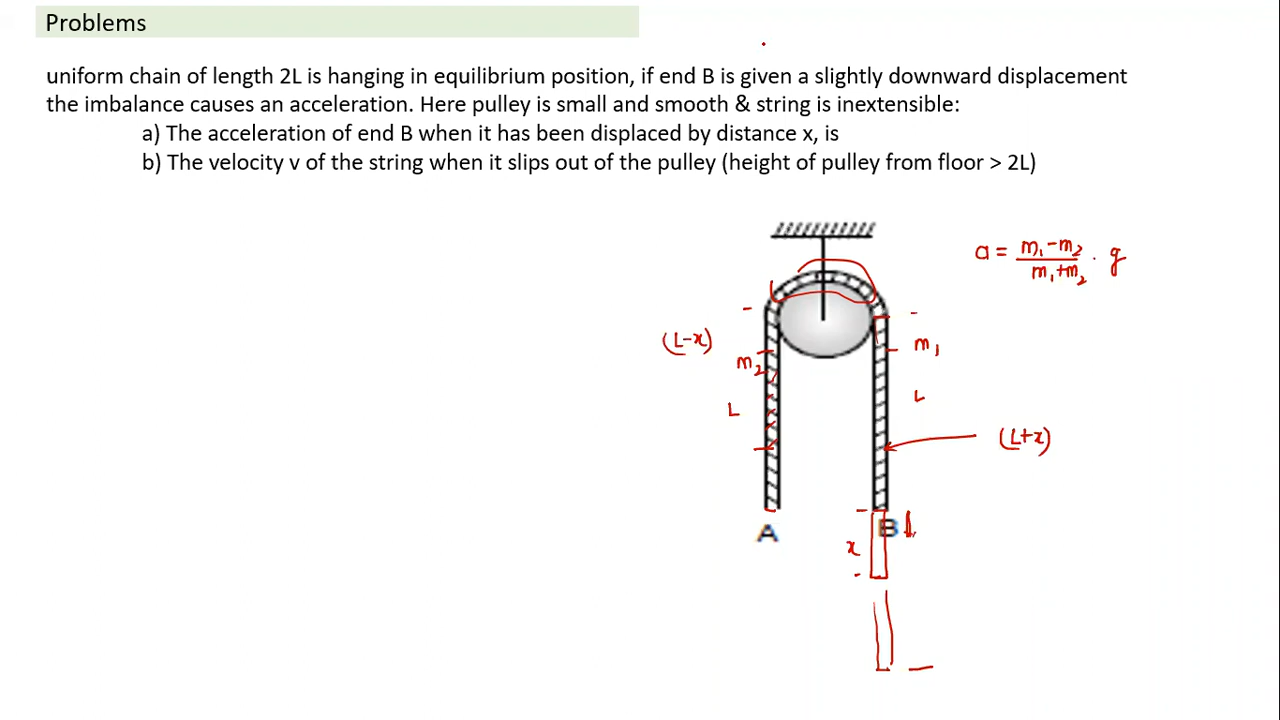 Problems
uniform chain of length 2L is hanging in equilibrium position, if end B is given a slightly downward displacement
the imbalance causes an acceleration. Here pulley is small and smooth & string is inextensible:
a) The acceleration of end B when it has been displaced by distance x, is
b) The velocity v of the string when it slips out of the pulley (height of pulley from floor > 2L)
a = m₁-m₂ / m₁+m₂ . g
(L-x)
m₂
m₁
L
L
(L+x)
A
B
x